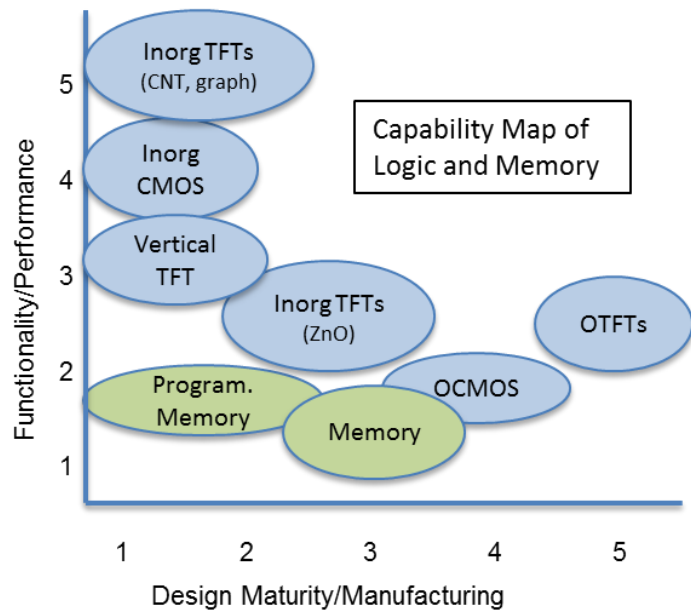 Inorg TFTs
(CNT, graph)
5
Capability Map of
Logic and Memory
Inorg
CMOS
4
Vertical
TFT
3
Inorg TFTs
(ZnO)
OTFTs
2
Program.
Memory
OCMOS
Memory
1
Functionality/Performance
1 2 3 4 5
Design Maturity/Manufacturing